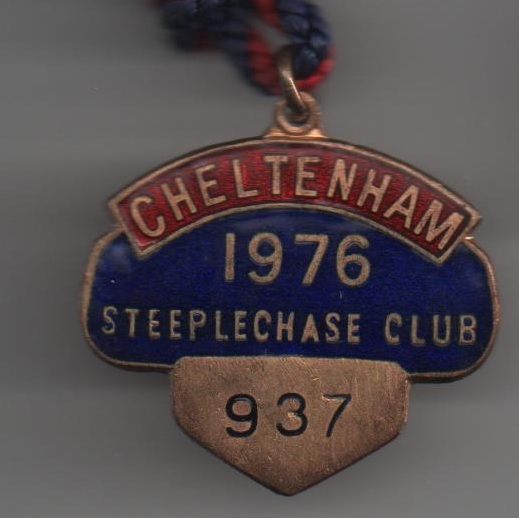 CHELTENHAM
1976
STEEPLECHASE CLUB
937